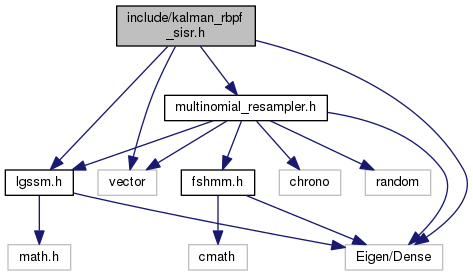 include/kalman_rbpf
_sisr.h
multinomial_resampler.h
lgssm.h
vector
fshmm.h
chrono
random
math.h
cmath
Eigen/Dense